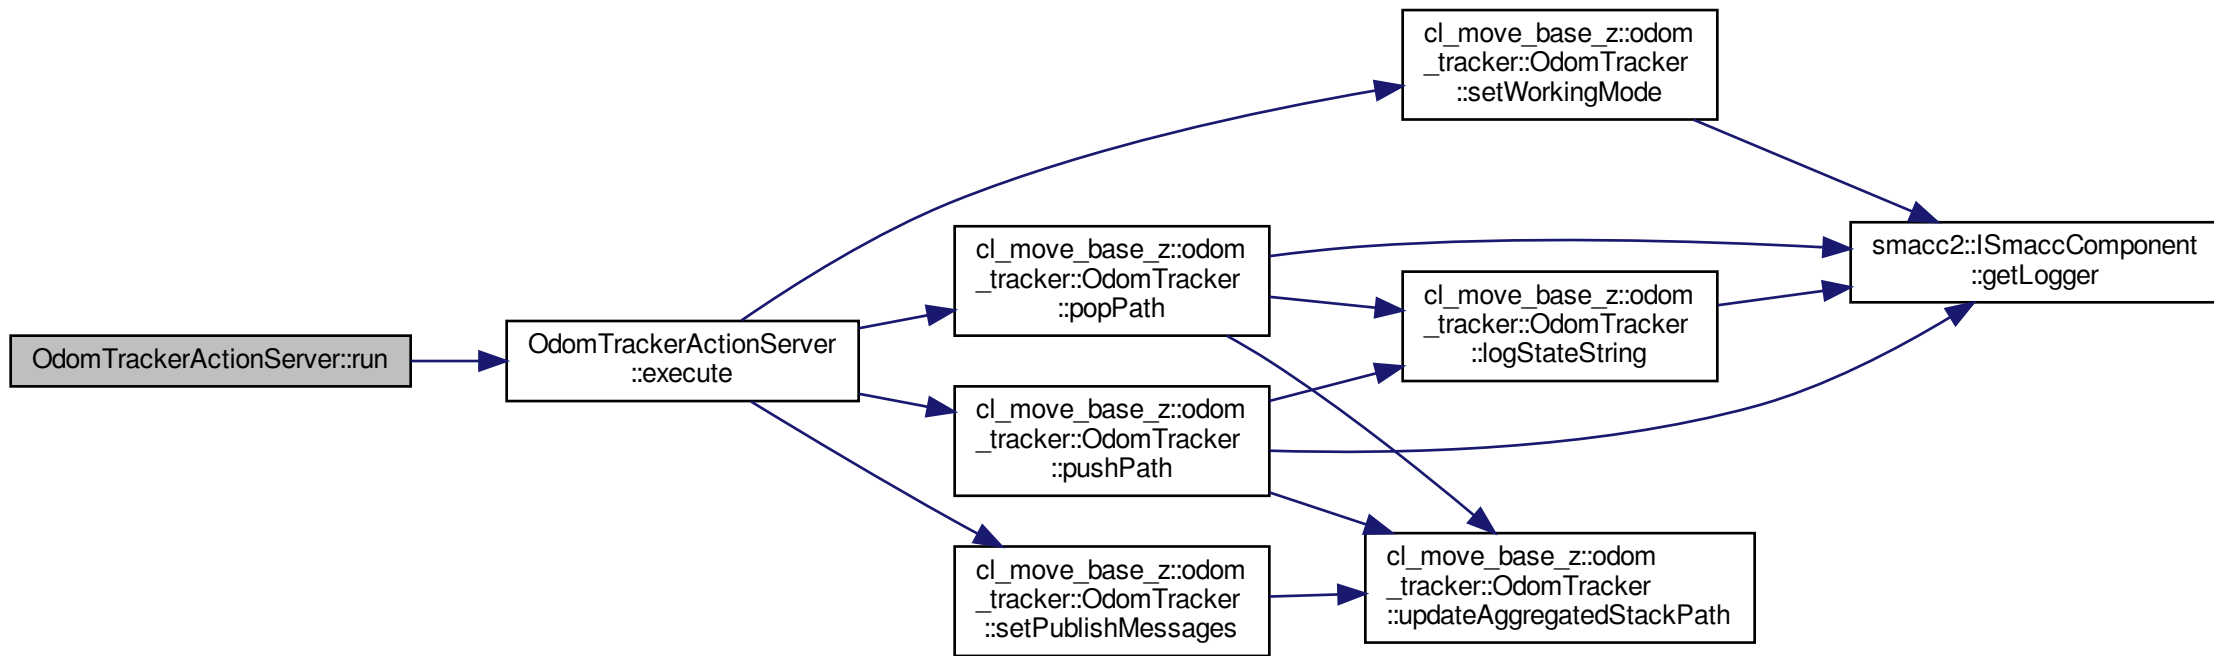 OdomTrackerActionServer::run
OdomTrackerActionServer
::execute
cl_move_base_z::odom
_tracker::OdomTracker
::setWorkingMode
cl_move_base_z::odom
_tracker::OdomTracker
::popPath
cl_move_base_z::odom
_tracker::OdomTracker
::pushPath
cl_move_base_z::odom
_tracker::OdomTracker
::setPublishMessages
cl_move_base_z::odom
_tracker::OdomTracker
::logStateString
cl_move_base_z::odom
_tracker::OdomTracker
::updateAggregatedStackPath
smacc2::ISmaccComponent
::getLogger